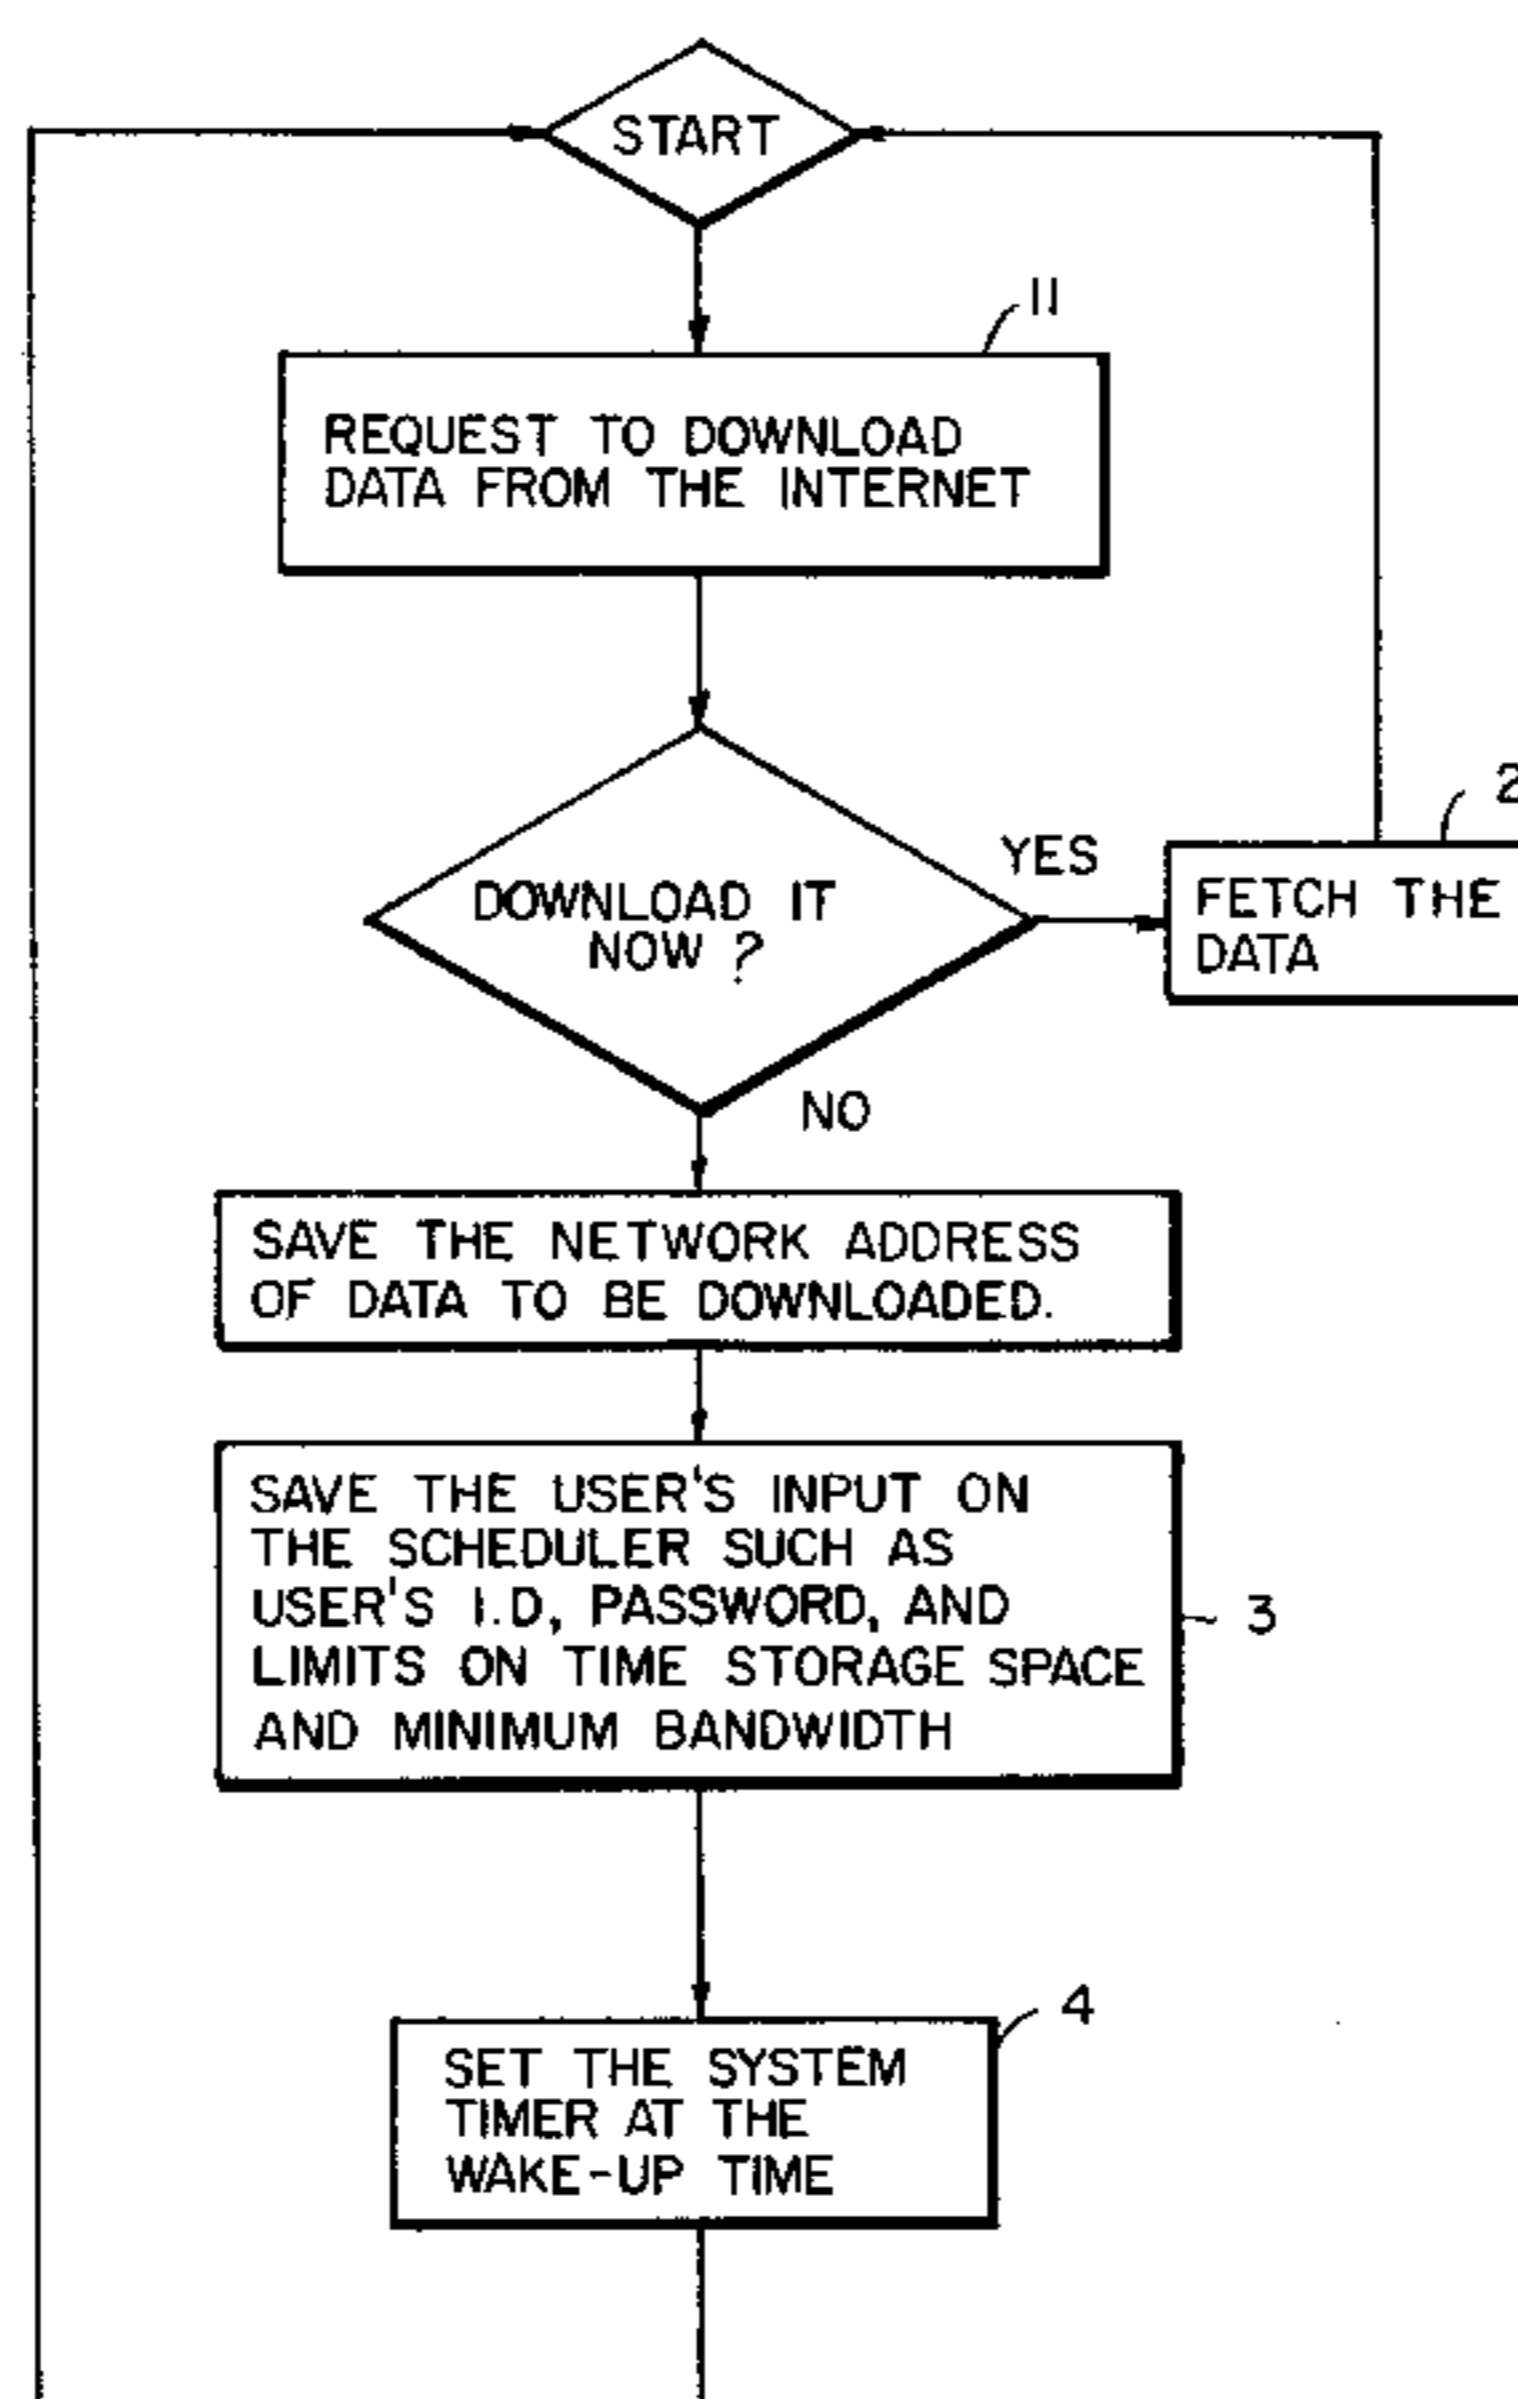 START
11
REQUEST TO DOWNLOAD
DATA FROM THE INTERNET
DOWNLOAD IT
NOW ?
YES
2
FETCH THE
DATA
NO
SAVE THE NETWORK ADDRESS
OF DATA TO BE DOWNLOADED.
SAVE THE USER'S INPUT ON
THE SCHEDULER SUCH AS
USER'S I.D, PASSWORD, AND
LIMITS ON TIME STORAGE SPACE
AND MINIMUM BANDWIDTH
3
4
SET THE SYSTEM
TIMER AT THE
WAKE-UP TIME